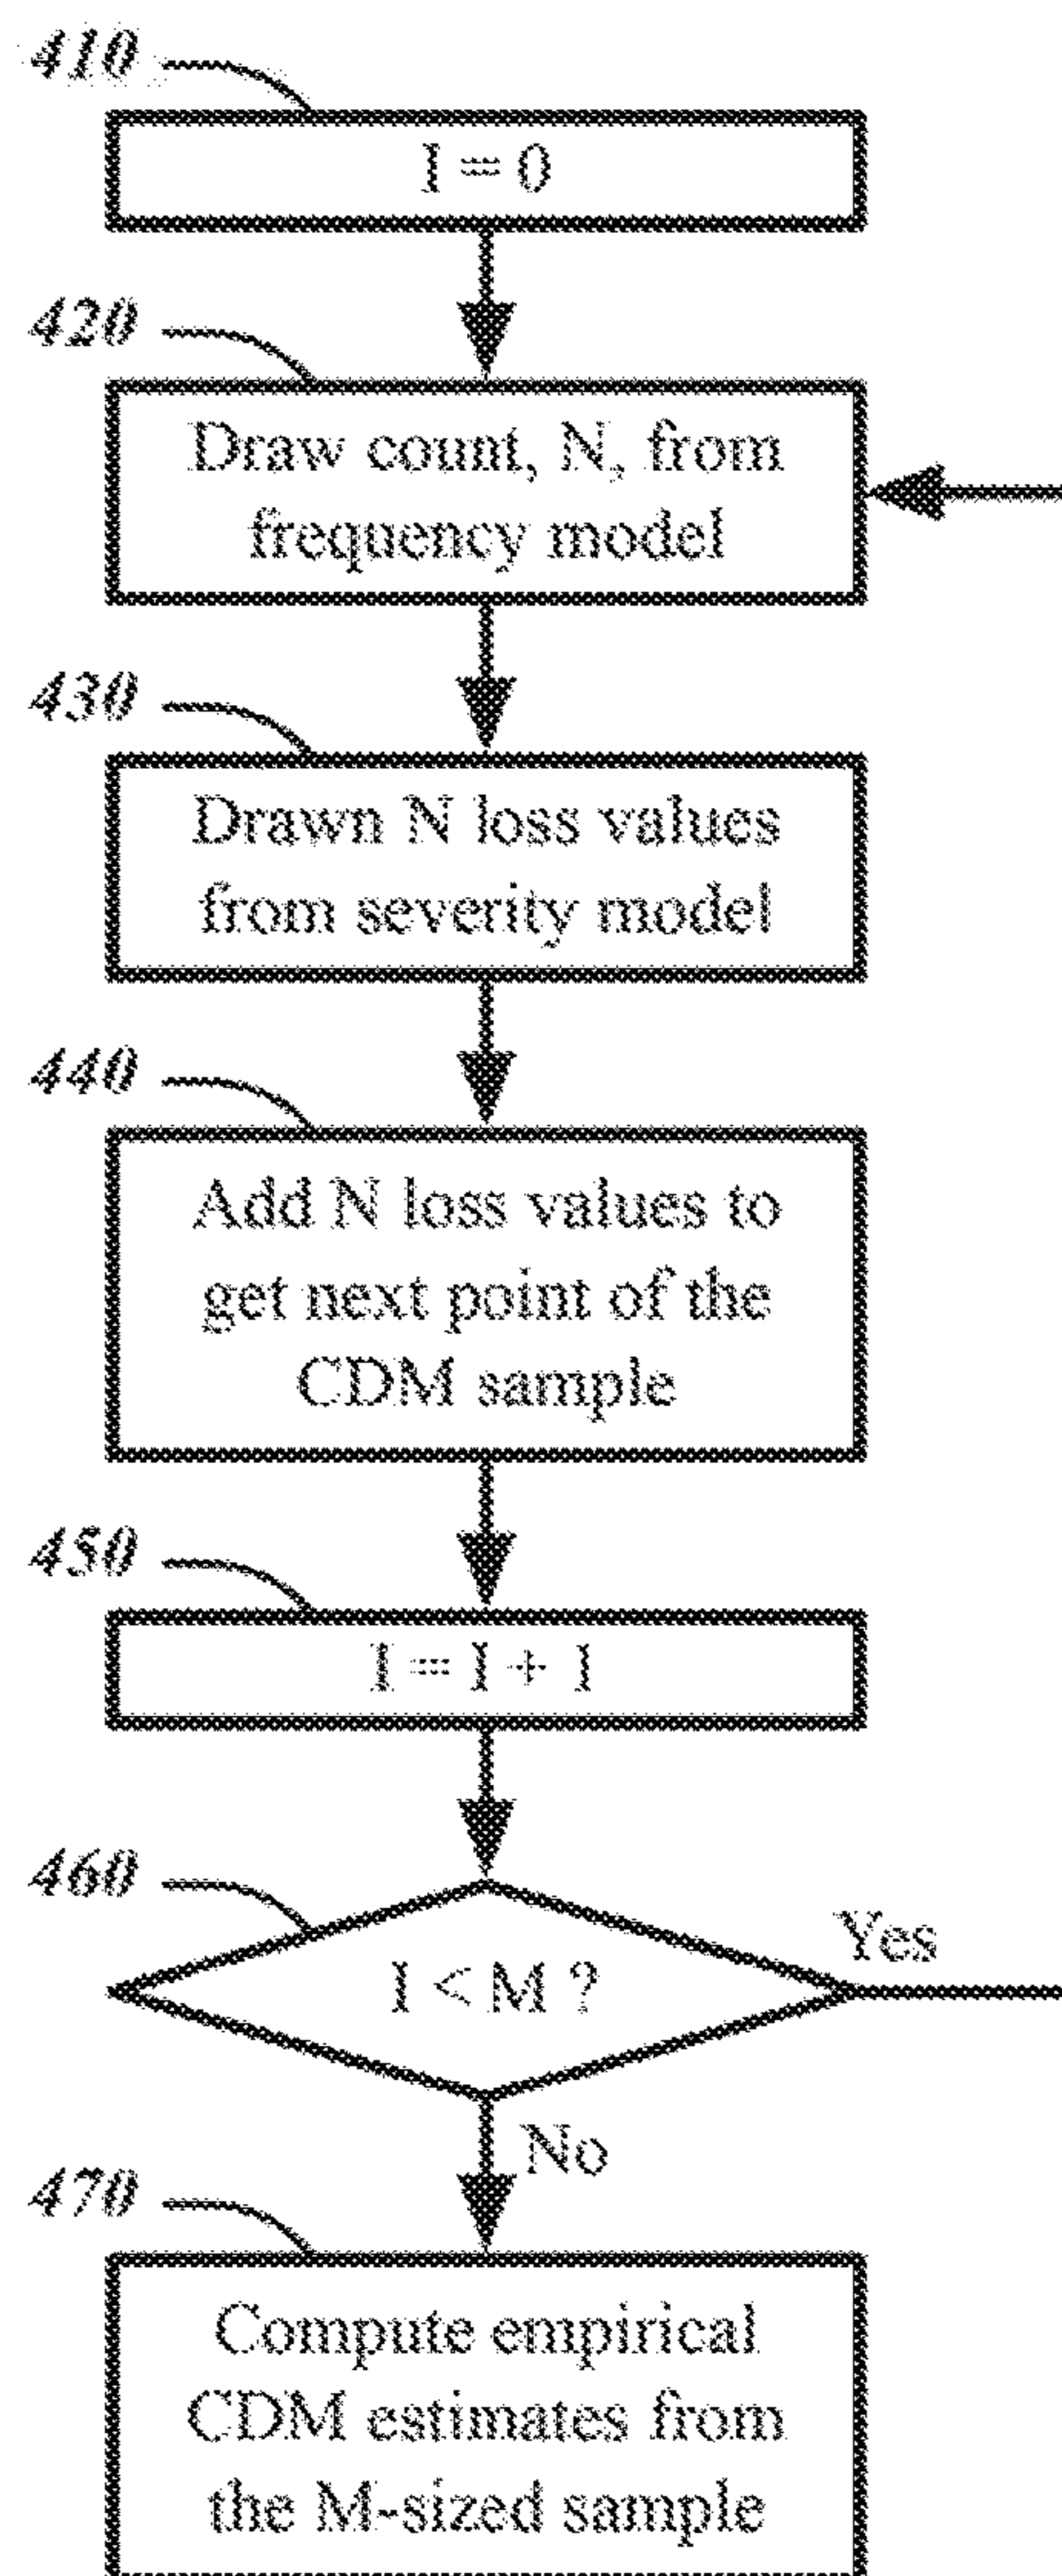 410
I = 0
420
Draw count, N, from
frequency model
430
Drawn N loss values
from severity model
440
Add N loss values to
get next point of the
CDM sample
450
I = I + 1
460
I < M ?
Yes
No
470
Compute empirical
CDM estimates from
the M-sized sample